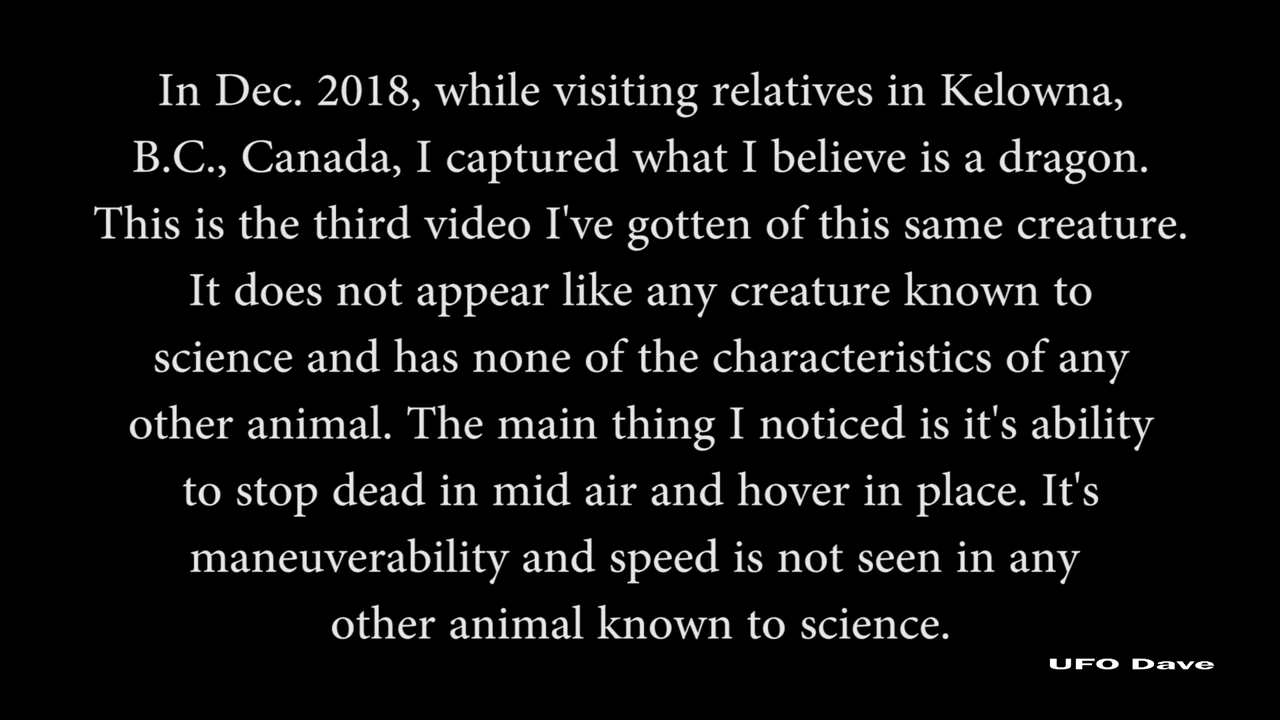 In Dec. 2018, while visiting relatives in Kelowna,
B.C., Canada, I captured what I believe is a dragon.
This is the third video I've gotten of this same creature.
It does not appear like any creature known to
science and has none of the characteristics of any
other animal. The main thing I noticed is it's ability
to stop dead in mid air and hover in place. It's
maneuverability and speed is not seen in any
other animal known to science.
UFO Dave